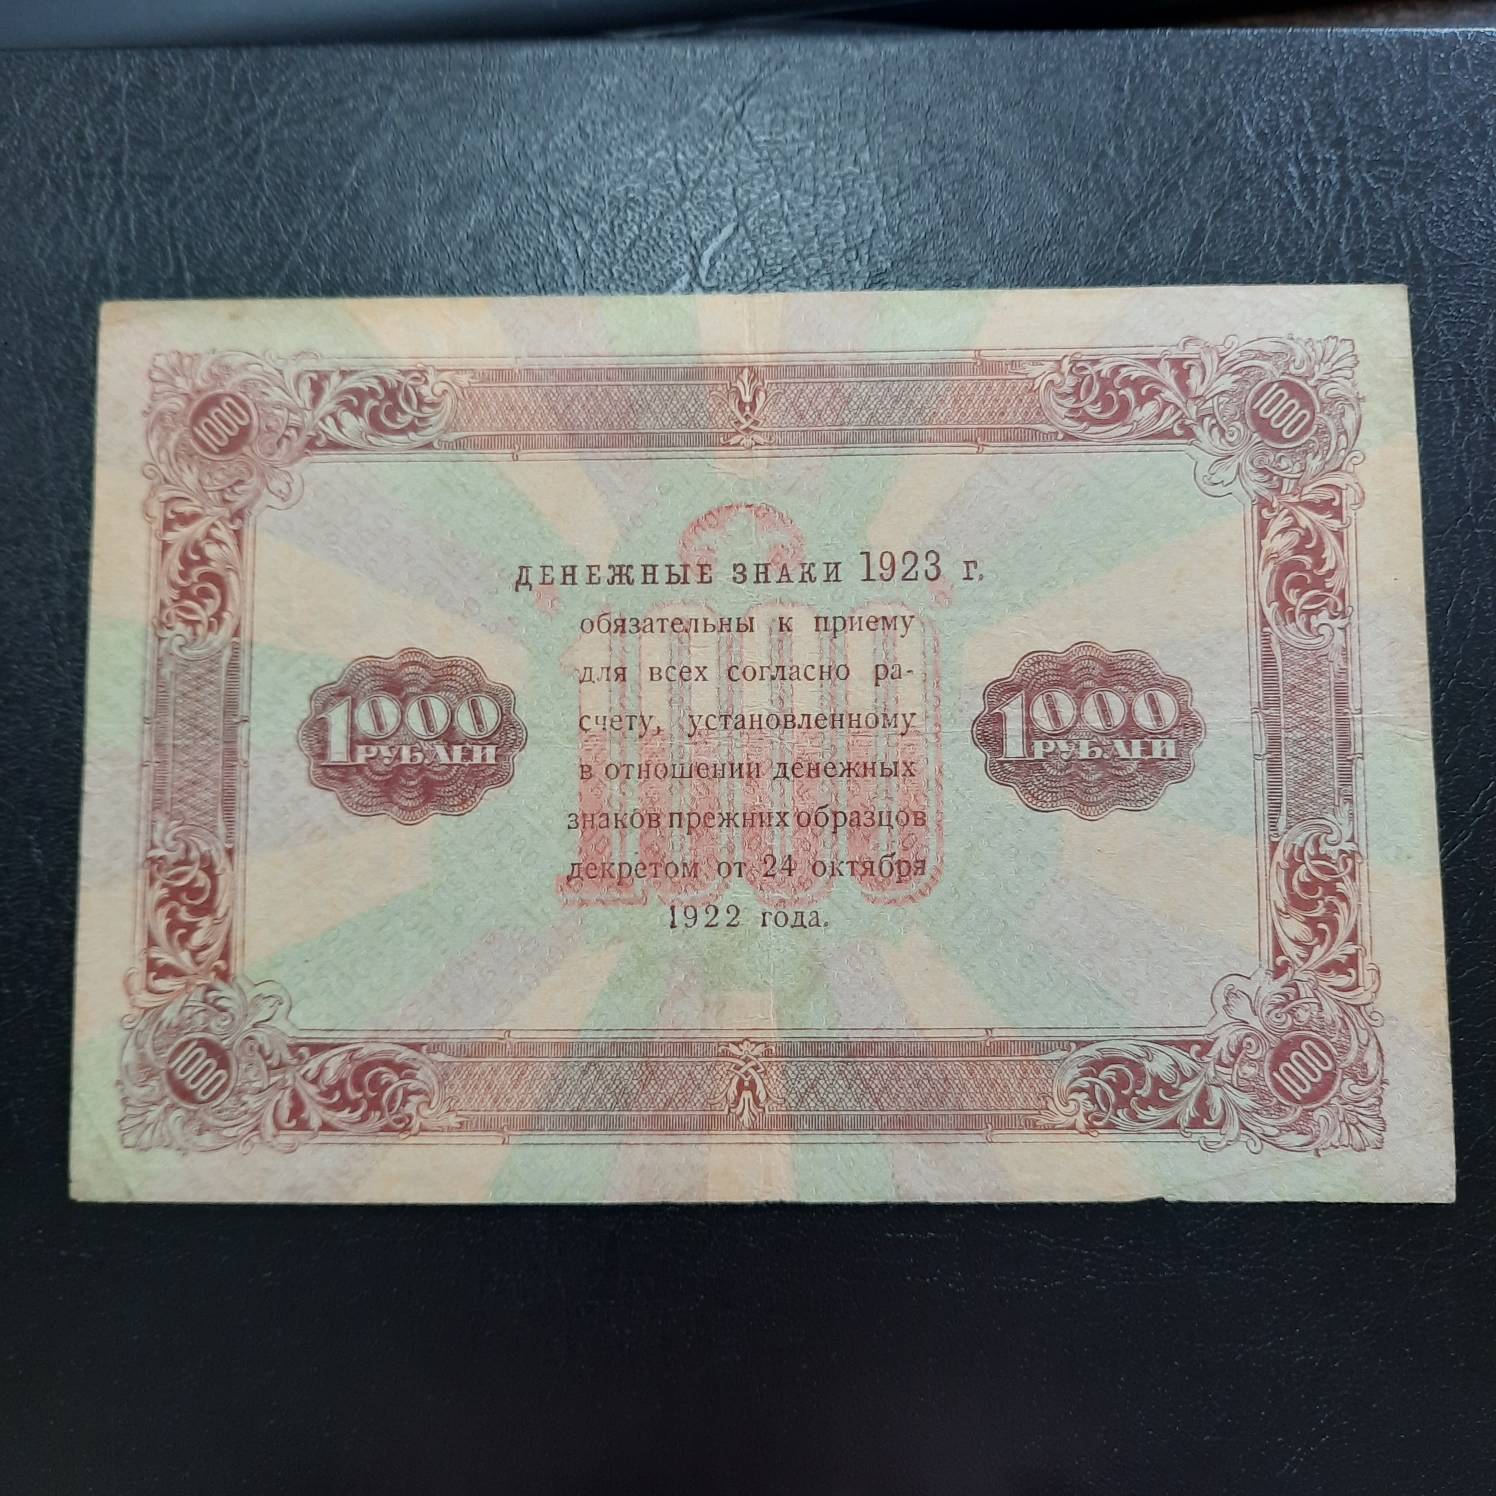 1000 1000
ДЕНЕЖНЫЕ ЗНАКИ 1923 г.
обязательны к приему
для всех согласно ра-
счету, установленному
в отношении денежных
знаков прежних образцов
декретом от 24 октября
1922 года.
1000
РУБЛЕЙ
1000
1000
РУБЛЕЙ
1000 1000